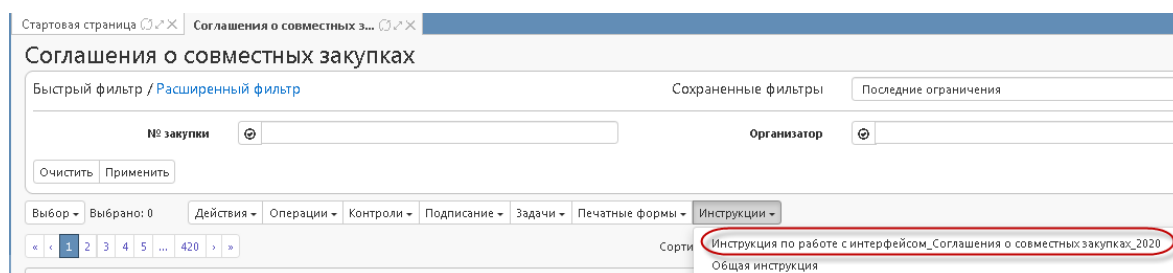 Стартовая страница Соглашения о совместных з...
Соглашения о совместных закупках
Быстрый фильтр / Расширенный фильтр Сохраненные фильтры Последние ограничения
№ закупки Организатор
Очистить Применить
Выбор Выбрано: 0 Действия Операции Контроли Подписание Задачи Печатные формы Инструкции
« ‹ 1 2 3 4 5 ... 420 › » Сорти
Инструкция по работе с интерфейсом_Соглашения о совместных закупках_2020
Общая инструкция